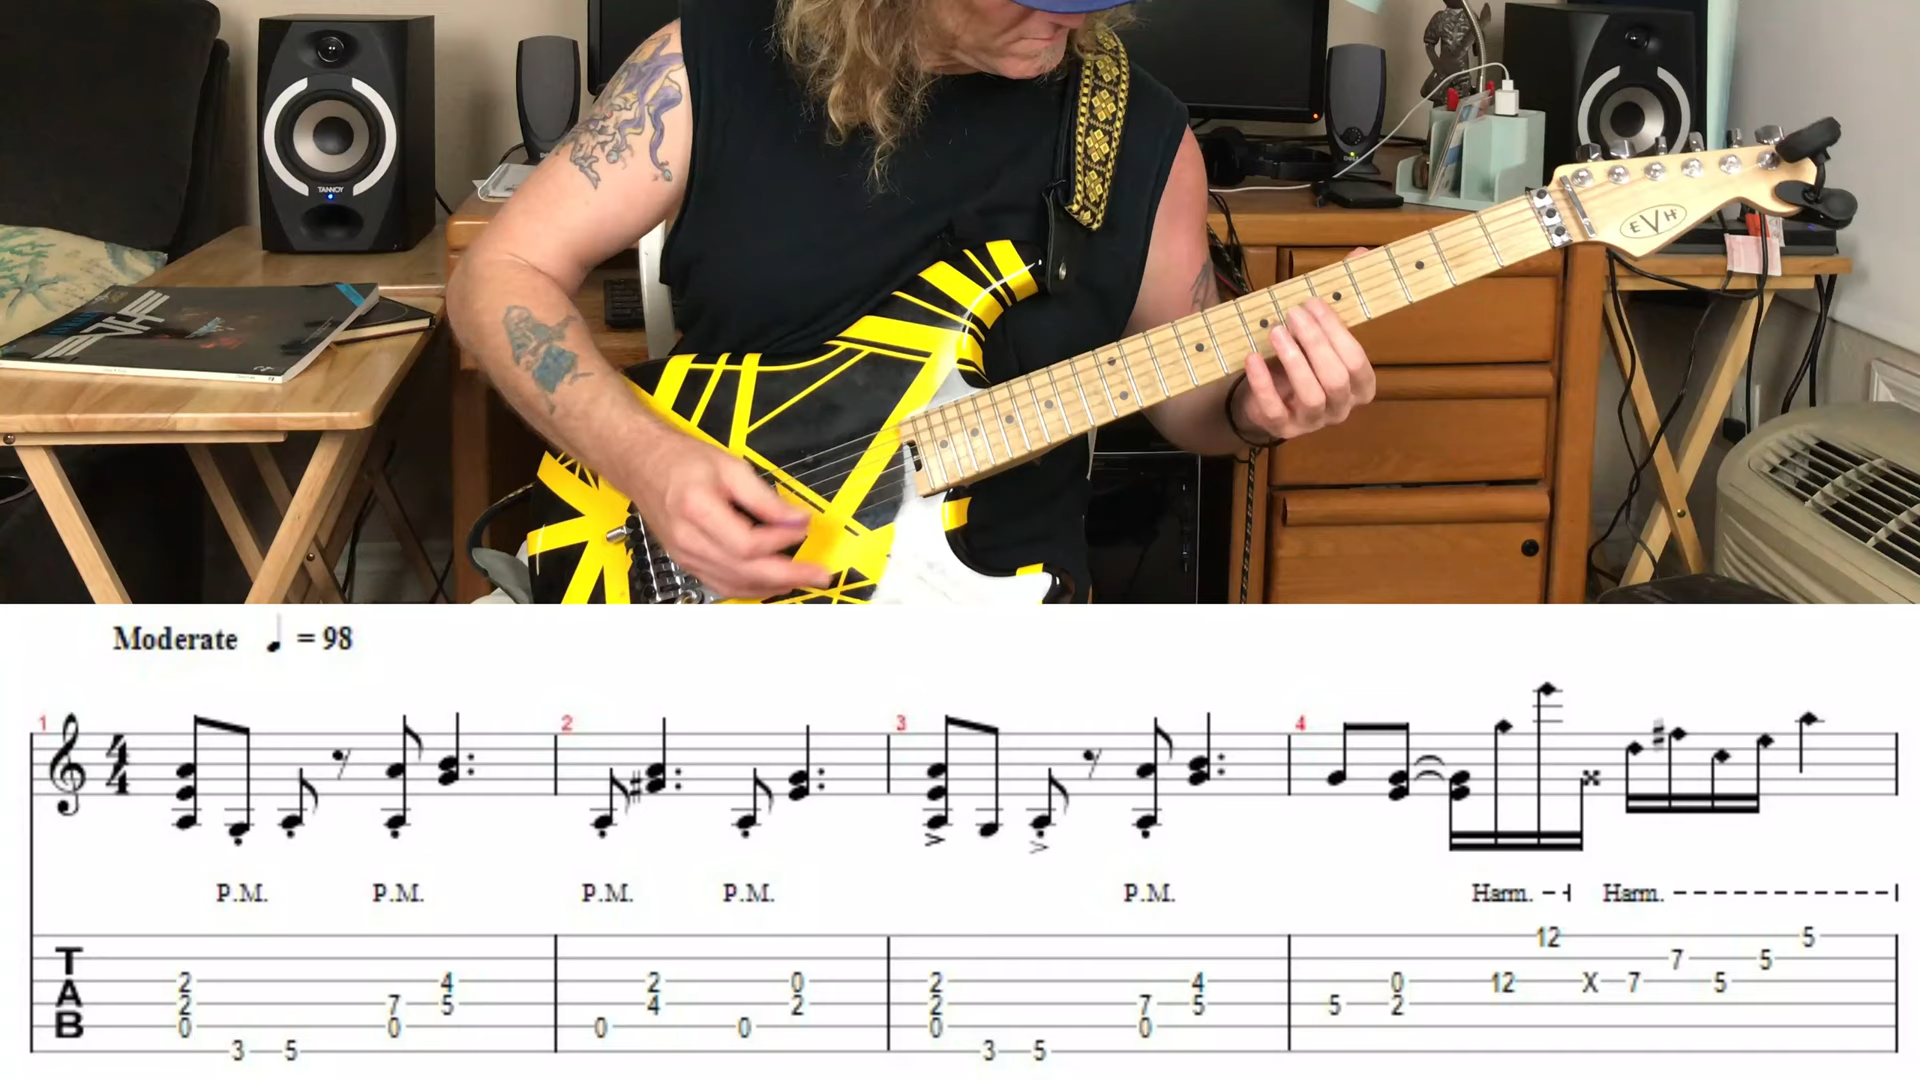 TANNOY
EVH
Moderate ♩ = 98
1 2 3 4
4
4
P.M. P.M. P.M. P.M. P.M. Harm. Harm.
T
A
B
12 5
7 5
2 4 2 0 2 4 0 12 X 7 5
2 7 5 4 2 2 7 5 5 2
0 0 0 0 0 0
3 5 3 5